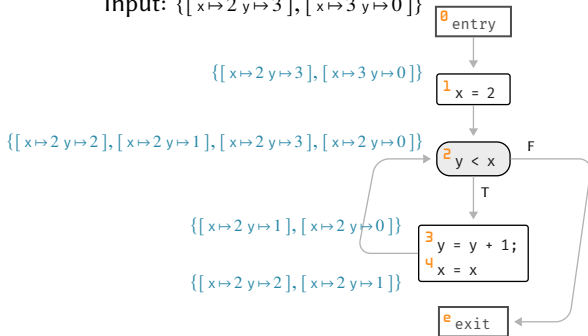 Input: {[ x↦2 y↦3 ], [ x↦3 y↦0 ]}
0 entry
{[ x↦2 y↦3 ], [ x↦3 y↦0 ]}
1 x = 2
{[ x↦2 y↦2 ], [ x↦2 y↦1 ], [ x↦2 y↦3 ], [ x↦2 y↦0 ]}
2 y < x
F
T
{[ x↦2 y↦1 ], [ x↦2 y↦0 ]}
3 y = y + 1;
4 x = x
{[ x↦2 y↦2 ], [ x↦2 y↦1 ]}
e exit